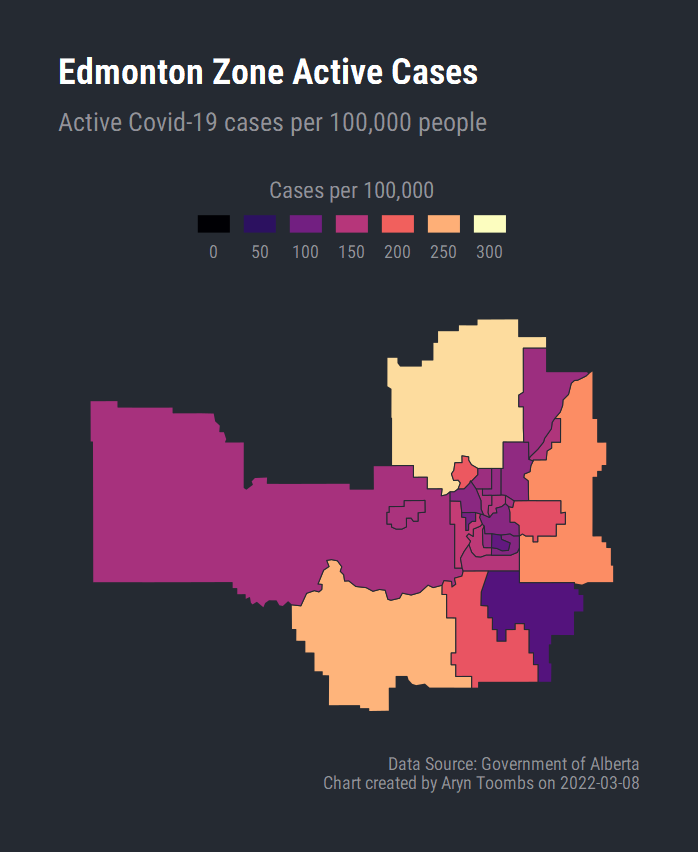 Edmonton Zone Active Cases
Active Covid-19 cases per 100,000 people
Cases per 100,000
0 50 100 150 200 250 300
Data Source: Government of Alberta
Chart created by Aryn Toombs on 2022-03-08